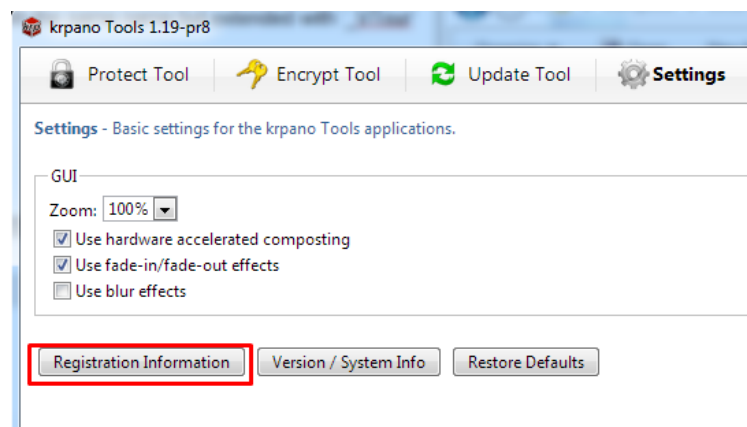 krpano Tools 1.19-pr8
Protect Tool Encrypt Tool Update Tool Settings
Settings - Basic settings for the krpano Tools applications.
GUI
Zoom: 100%
Use hardware accelerated composting
Use fade-in/fade-out effects
Use blur effects
Registration Information Version / System Info Restore Defaults